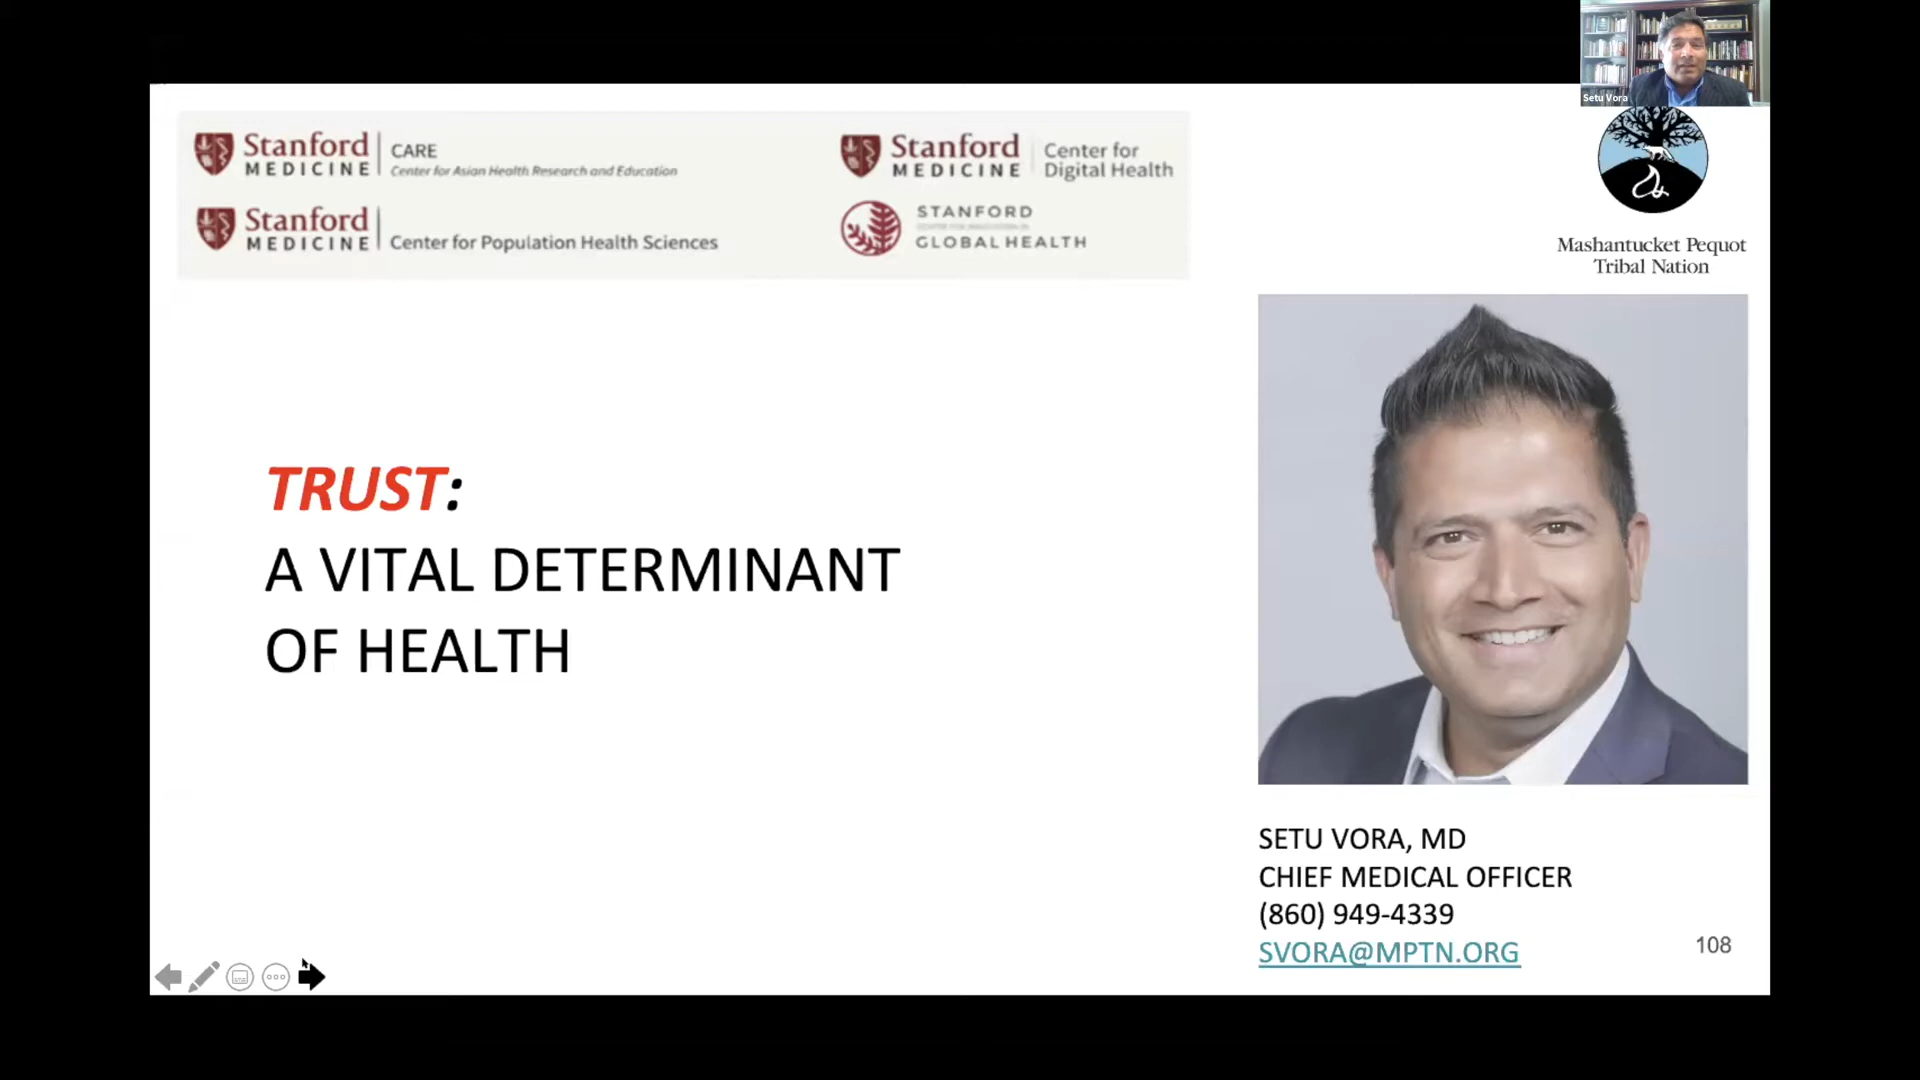 Setu Vora
Stanford
MEDICINE
CARE
Center for Asian Health Research and Education
Stanford
MEDICINE
Center for
Digital Health
Stanford
MEDICINE
Center for Population Health Sciences
STANFORD
GLOBAL HEALTH
Mashantucket Pequot
Tribal Nation
TRUST:
A VITAL DETERMINANT
OF HEALTH
SETU VORA, MD
CHIEF MEDICAL OFFICER
(860) 949-4339
SVORA@MPTN.ORG
108